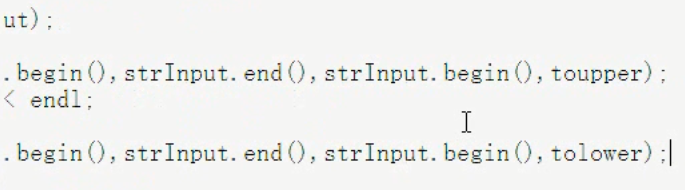 ut);
.begin(),strInput.end(),strInput.begin(),toupper);
< endl;
.begin(),strInput.end(),strInput.begin(),tolower);